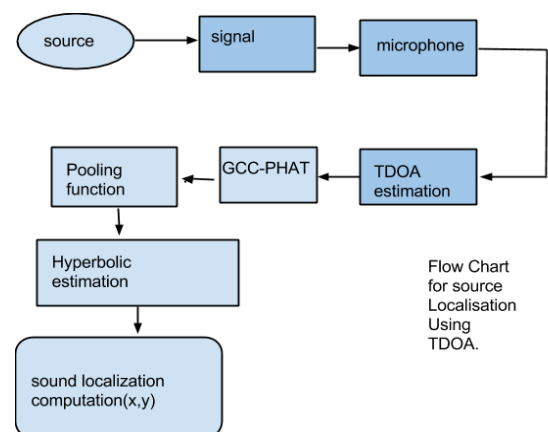 source
signal
microphone
Pooling
function
GCC-PHAT
TDOA
estimation
Hyperbolic
estimation
Flow Chart
for source
Localisation
Using
TDOA.
sound localization
computation(x,y)